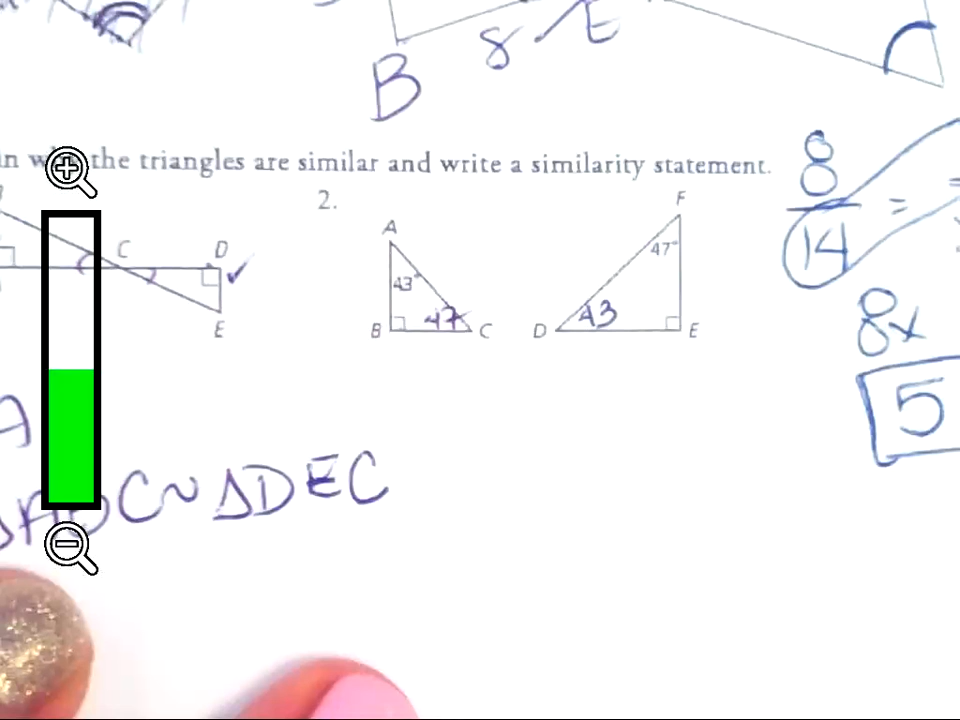 B 8 E
the triangles are similar and write a similarity statement.
8
14 =
2.
A F
C D 47°
43°
B 47 C D 43 E
E
8x
5
A
C ~ △DEC